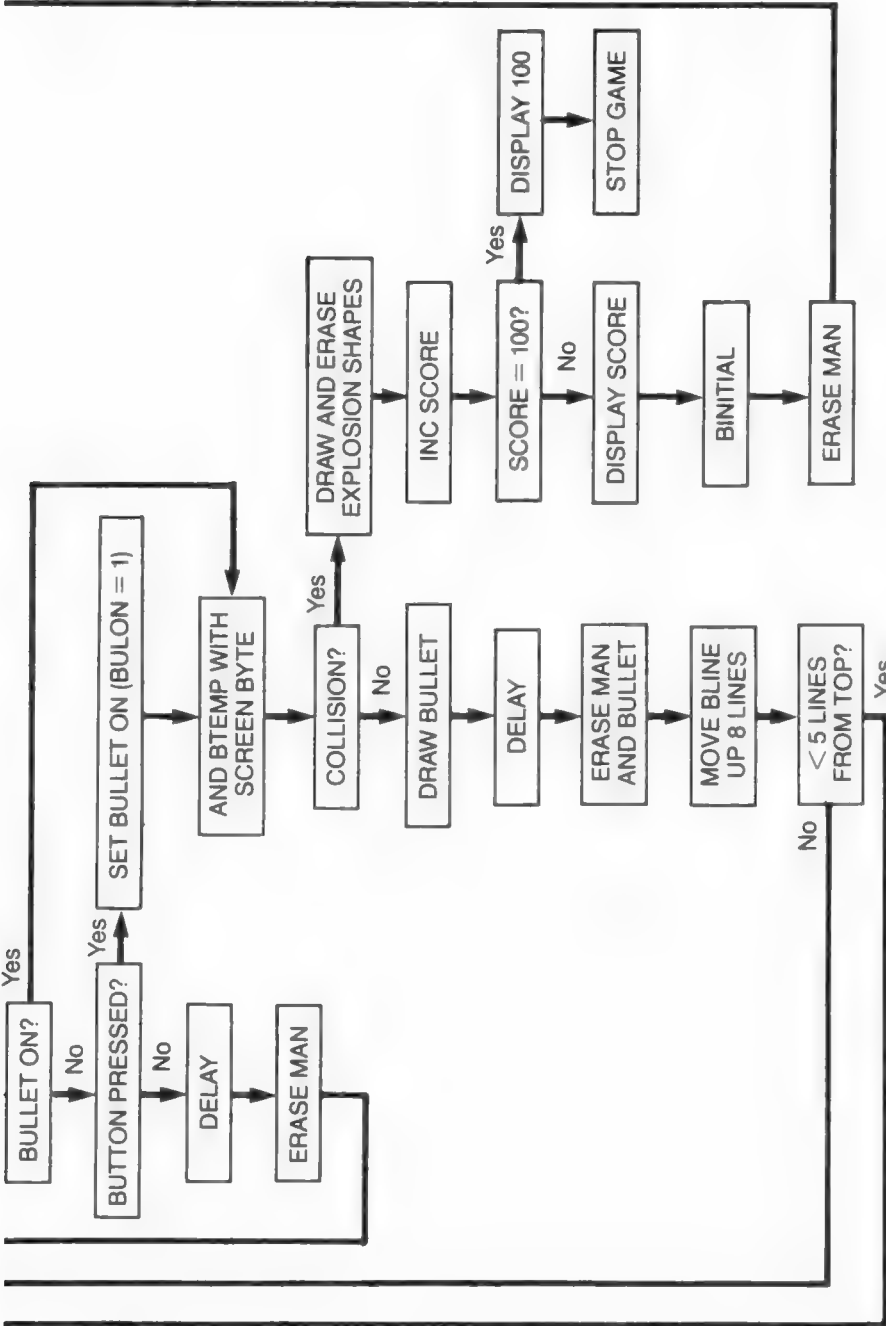 BULLET ON?
Yes
No
BUTTON PRESSED?
Yes
No
DELAY
ERASE MAN
SET BULLET ON (BULON = 1)
AND BTEMP WITH
SCREEN BYTE
COLLISION?
Yes
No
DRAW BULLET
DELAY
ERASE MAN
AND BULLET
MOVE BLINE
UP 8 LINES
< 5 LINES
FROM TOP?
No
Yes
DRAW AND ERASE
EXPLOSION SHAPES
INC SCORE
SCORE = 100?
Yes
No
DISPLAY SCORE
BINITIAL
ERASE MAN
DISPLAY 100
STOP GAME